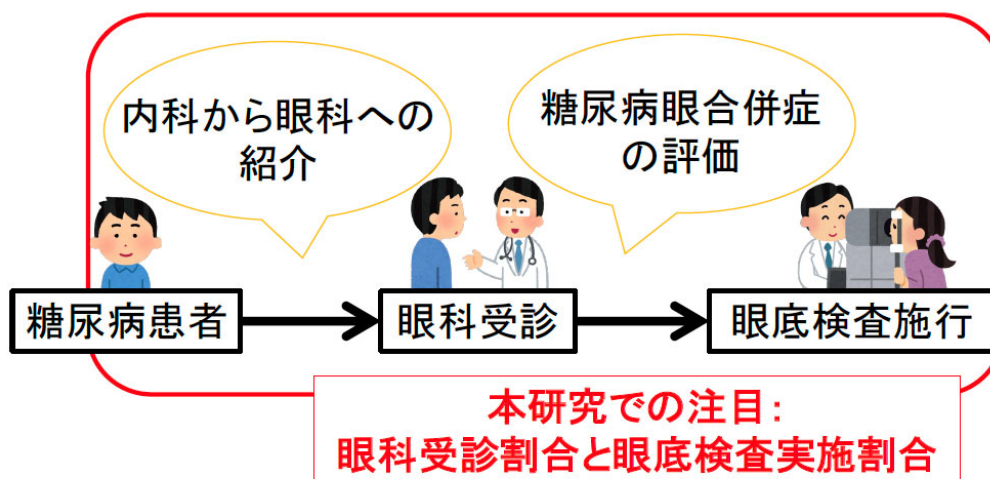 内科から眼科への
紹介
糖尿病眼合併症
の評価
糖尿病患者
眼科受診
眼底検査施行
本研究での注目:
眼科受診割合と眼底検査実施割合